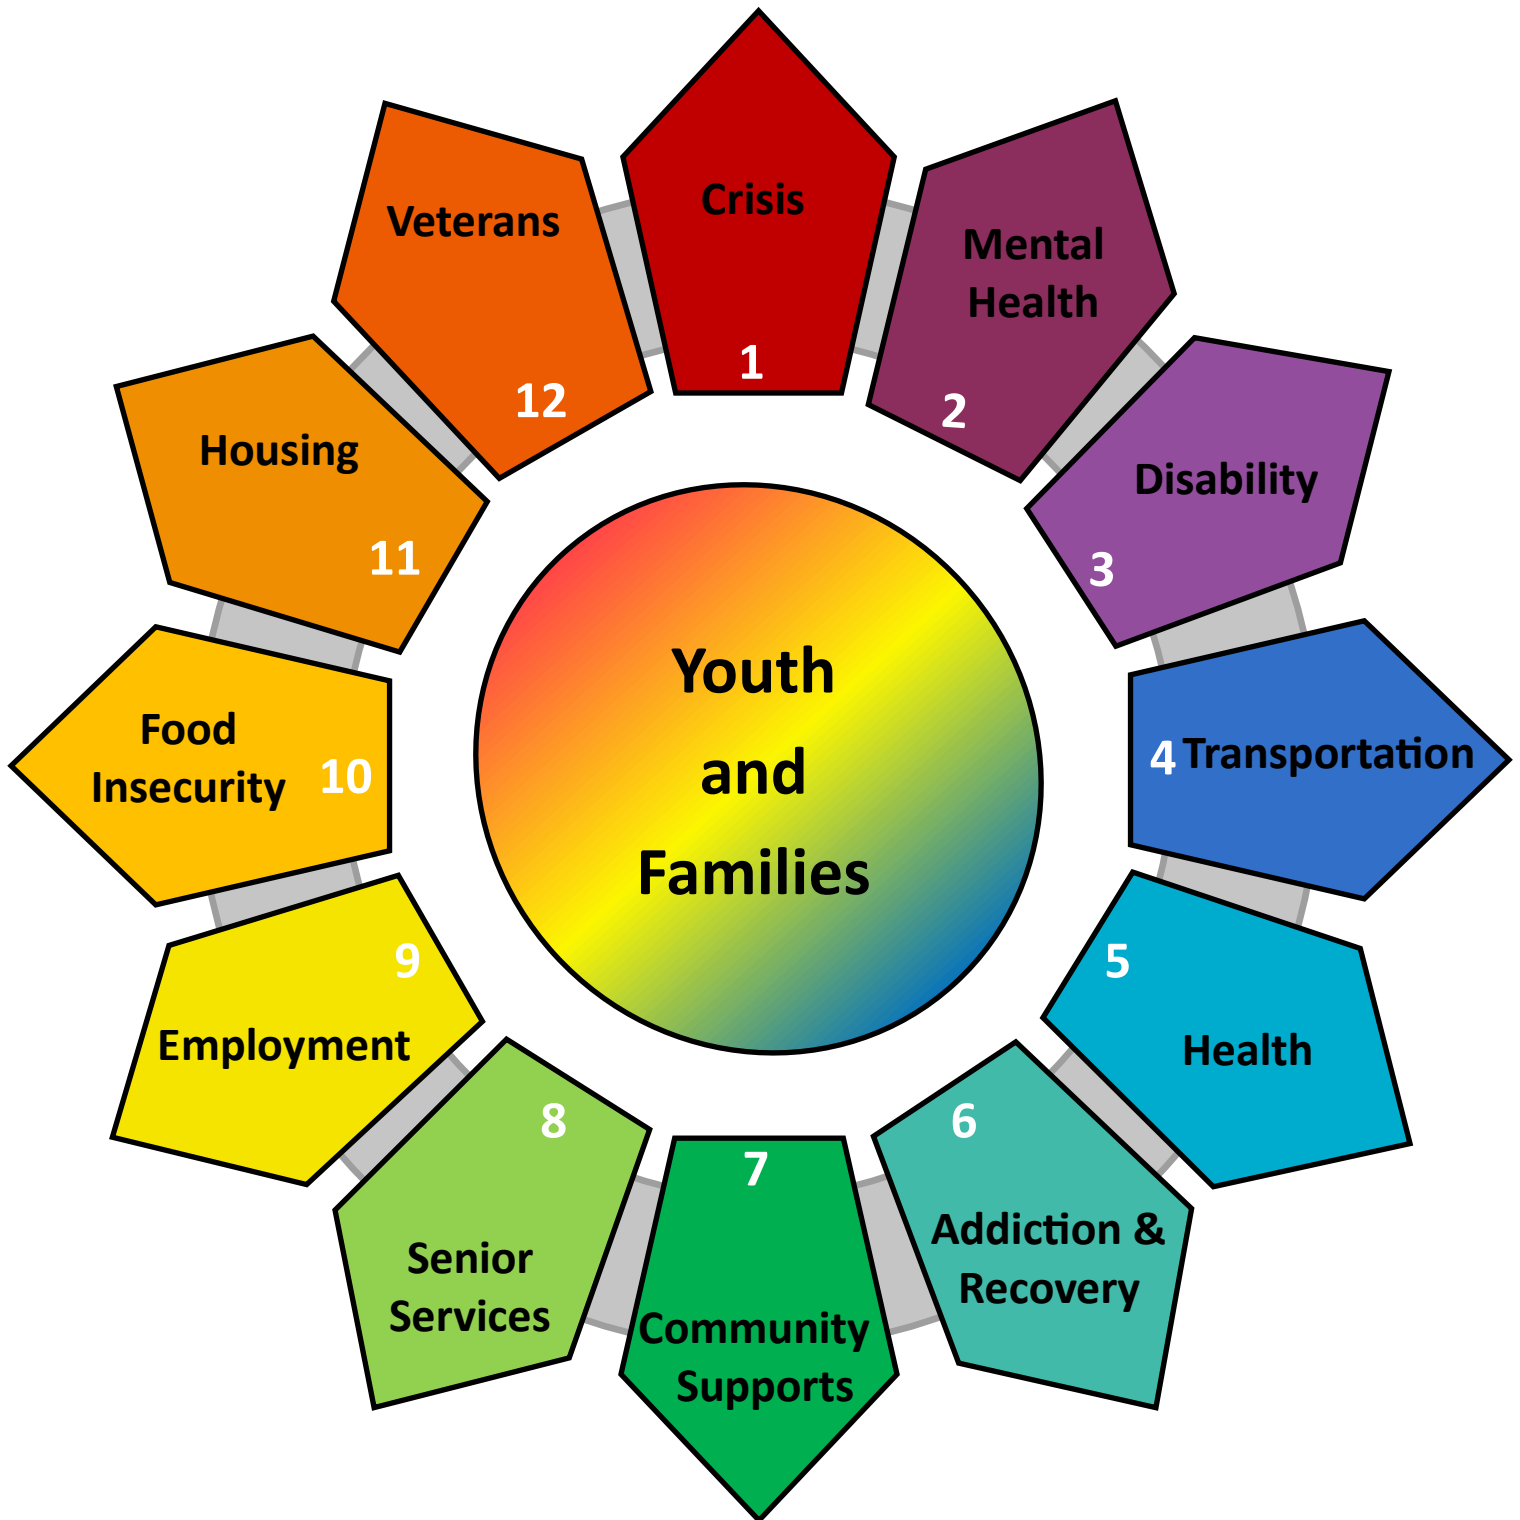 Crisis
1
Mental
Health
2
Disability
3
4 Transportation
5
Health
6
Addiction &
Recovery
7
Community
Supports
8
Senior
Services
9
Employment
Food
Insecurity
10
Housing
11
Veterans
12
Youth
and
Families